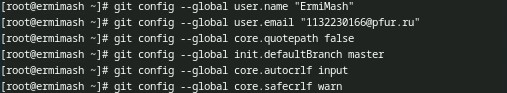 [root@ermimash ~]# git config --global user.name "ErmiMash"
[root@ermimash ~]# git config --global user.email "1132230166@pfur.ru"
[root@ermimash ~]# git config --global core.quotepath false
[root@ermimash ~]# git config --global init.defaultBranch master
[root@ermimash ~]# git config --global core.autocrlf input
[root@ermimash ~]# git config --global core.safecrlf warn